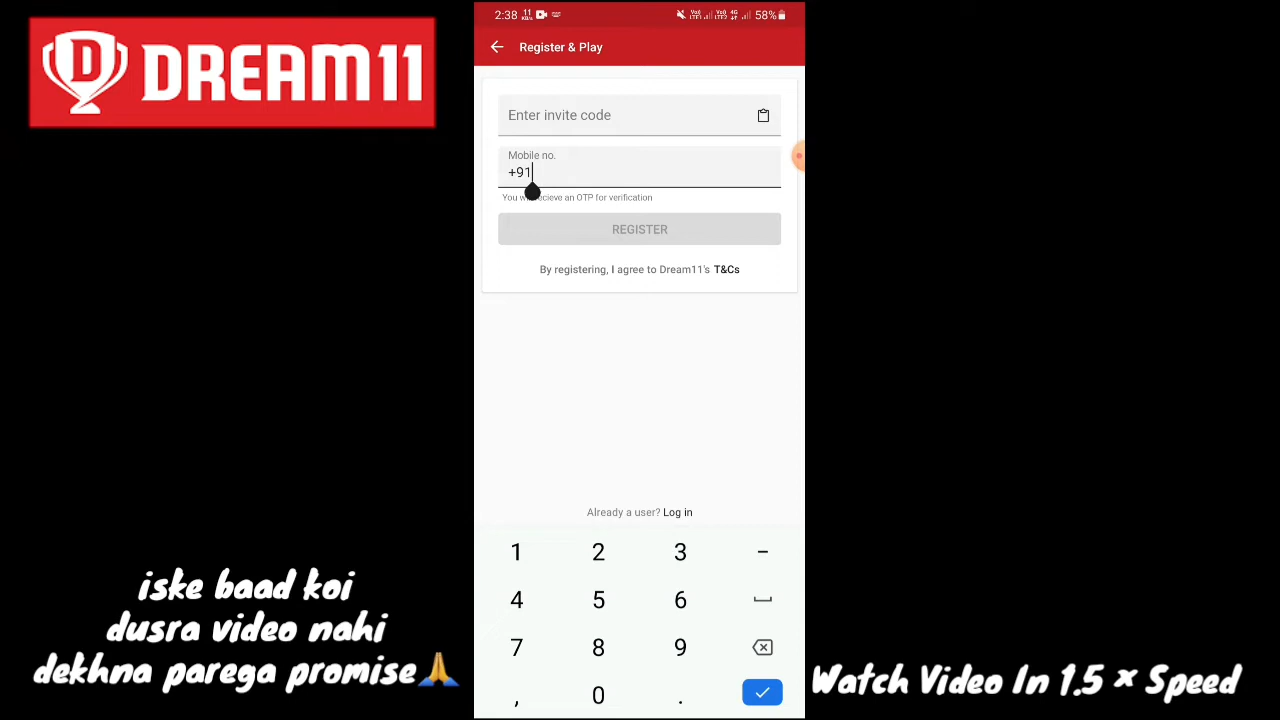 DREAM11
2:38
58%
Register & Play
Enter invite code
Mobile no.
+91
You recieve an OTP for verification
REGISTER
By registering, I agree to Dream11's T&Cs
Already a user? Log in
1 2 3 -
4 5 6
7 8 9
, 0 .
iske baad koi
dusra video nahi
dekhna parega promise🙏
Watch Video In 1.5 × Speed